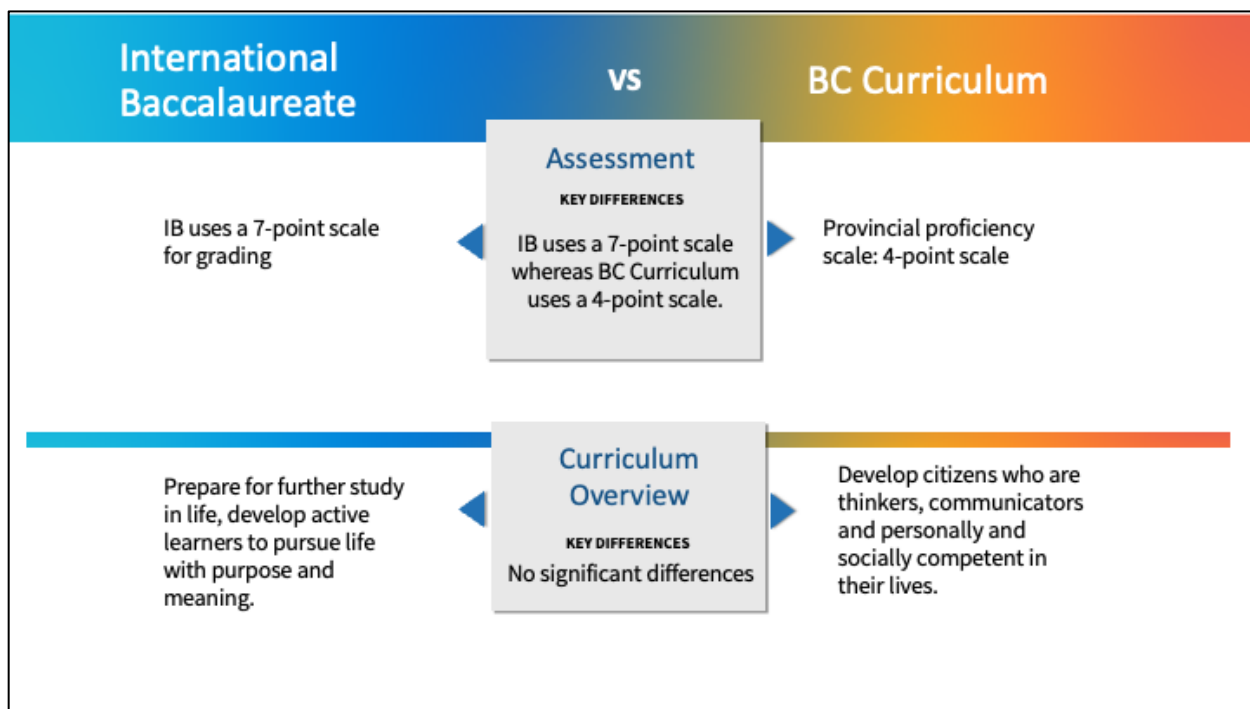 International
Baccalaureate
VS
BC Curriculum
Assessment
KEY DIFFERENCES
IB uses a 7-point scale
whereas BC Curriculum
uses a 4-point scale.
IB uses a 7-point scale
for grading
Provincial proficiency
scale: 4-point scale
Curriculum
Overview
KEY DIFFERENCES
No significant differences
Prepare for further study
in life, develop active
learners to pursue life
with purpose and
meaning.
Develop citizens who are
thinkers, communicators
and personally and
socially competent in
their lives.